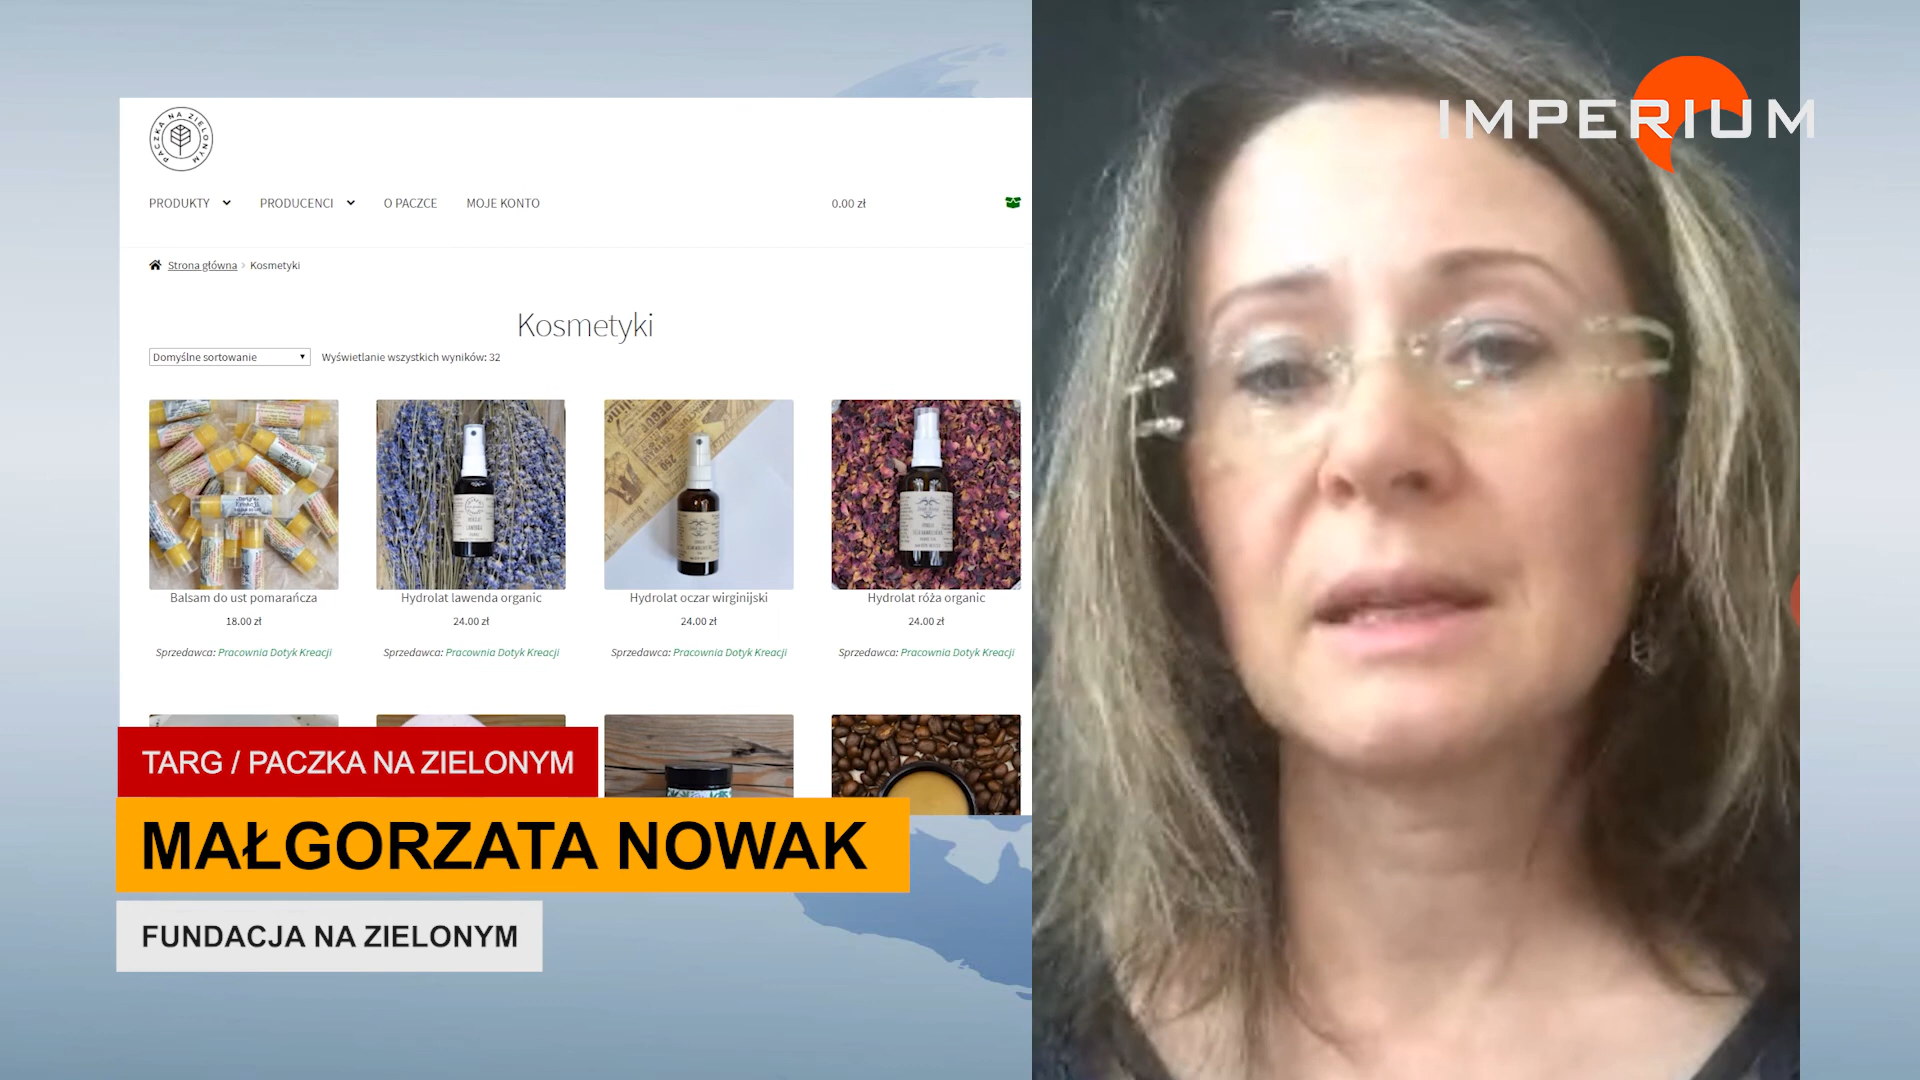 IMPERIUM
PACZKA NA ZIELONYM
PRODUKTY PRODUCENCI O PACZCE MOJE KONTO 0.00 zł
Strona główna › Kosmetyki
Kosmetyki
Domyślne sortowanie Wyświetlanie wszystkich wyników: 32
Balsam do ust pomarańcza
18.00 zł
Sprzedawca: Pracownia Dotyk Kreacji
Hydrolat lawenda organic
24.00 zł
Sprzedawca: Pracownia Dotyk Kreacji
Hydrolat oczar wirginijski
24.00 zł
Sprzedawca: Pracownia Dotyk Kreacji
Hydrolat róża organic
24.00 zł
Sprzedawca: Pracownia Dotyk Kreacji
TARG / PACZKA NA ZIELONYM
MAŁGORZATA NOWAK
FUNDACJA NA ZIELONYM